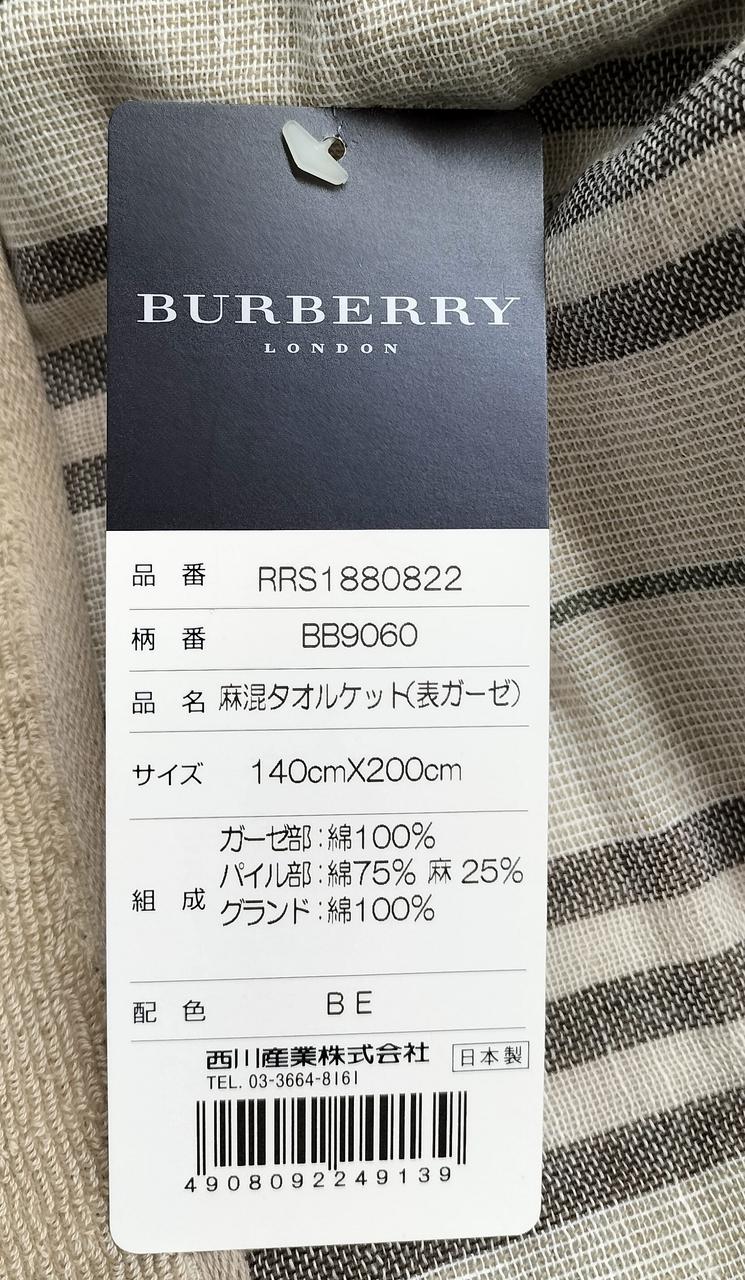 BURBERRY
LONDON
品 番 RRS1880822
柄 番 BB9060
品 名 麻混タオルケット(表ガーゼ)
サイズ 140cmX200cm
組 成 ガーゼ部:綿100%
パイル部:綿75% 麻 25%
グランド:綿100%
配 色 BE
西川産業株式会社 日本製
TEL. 03-3664-8161
4908092249139